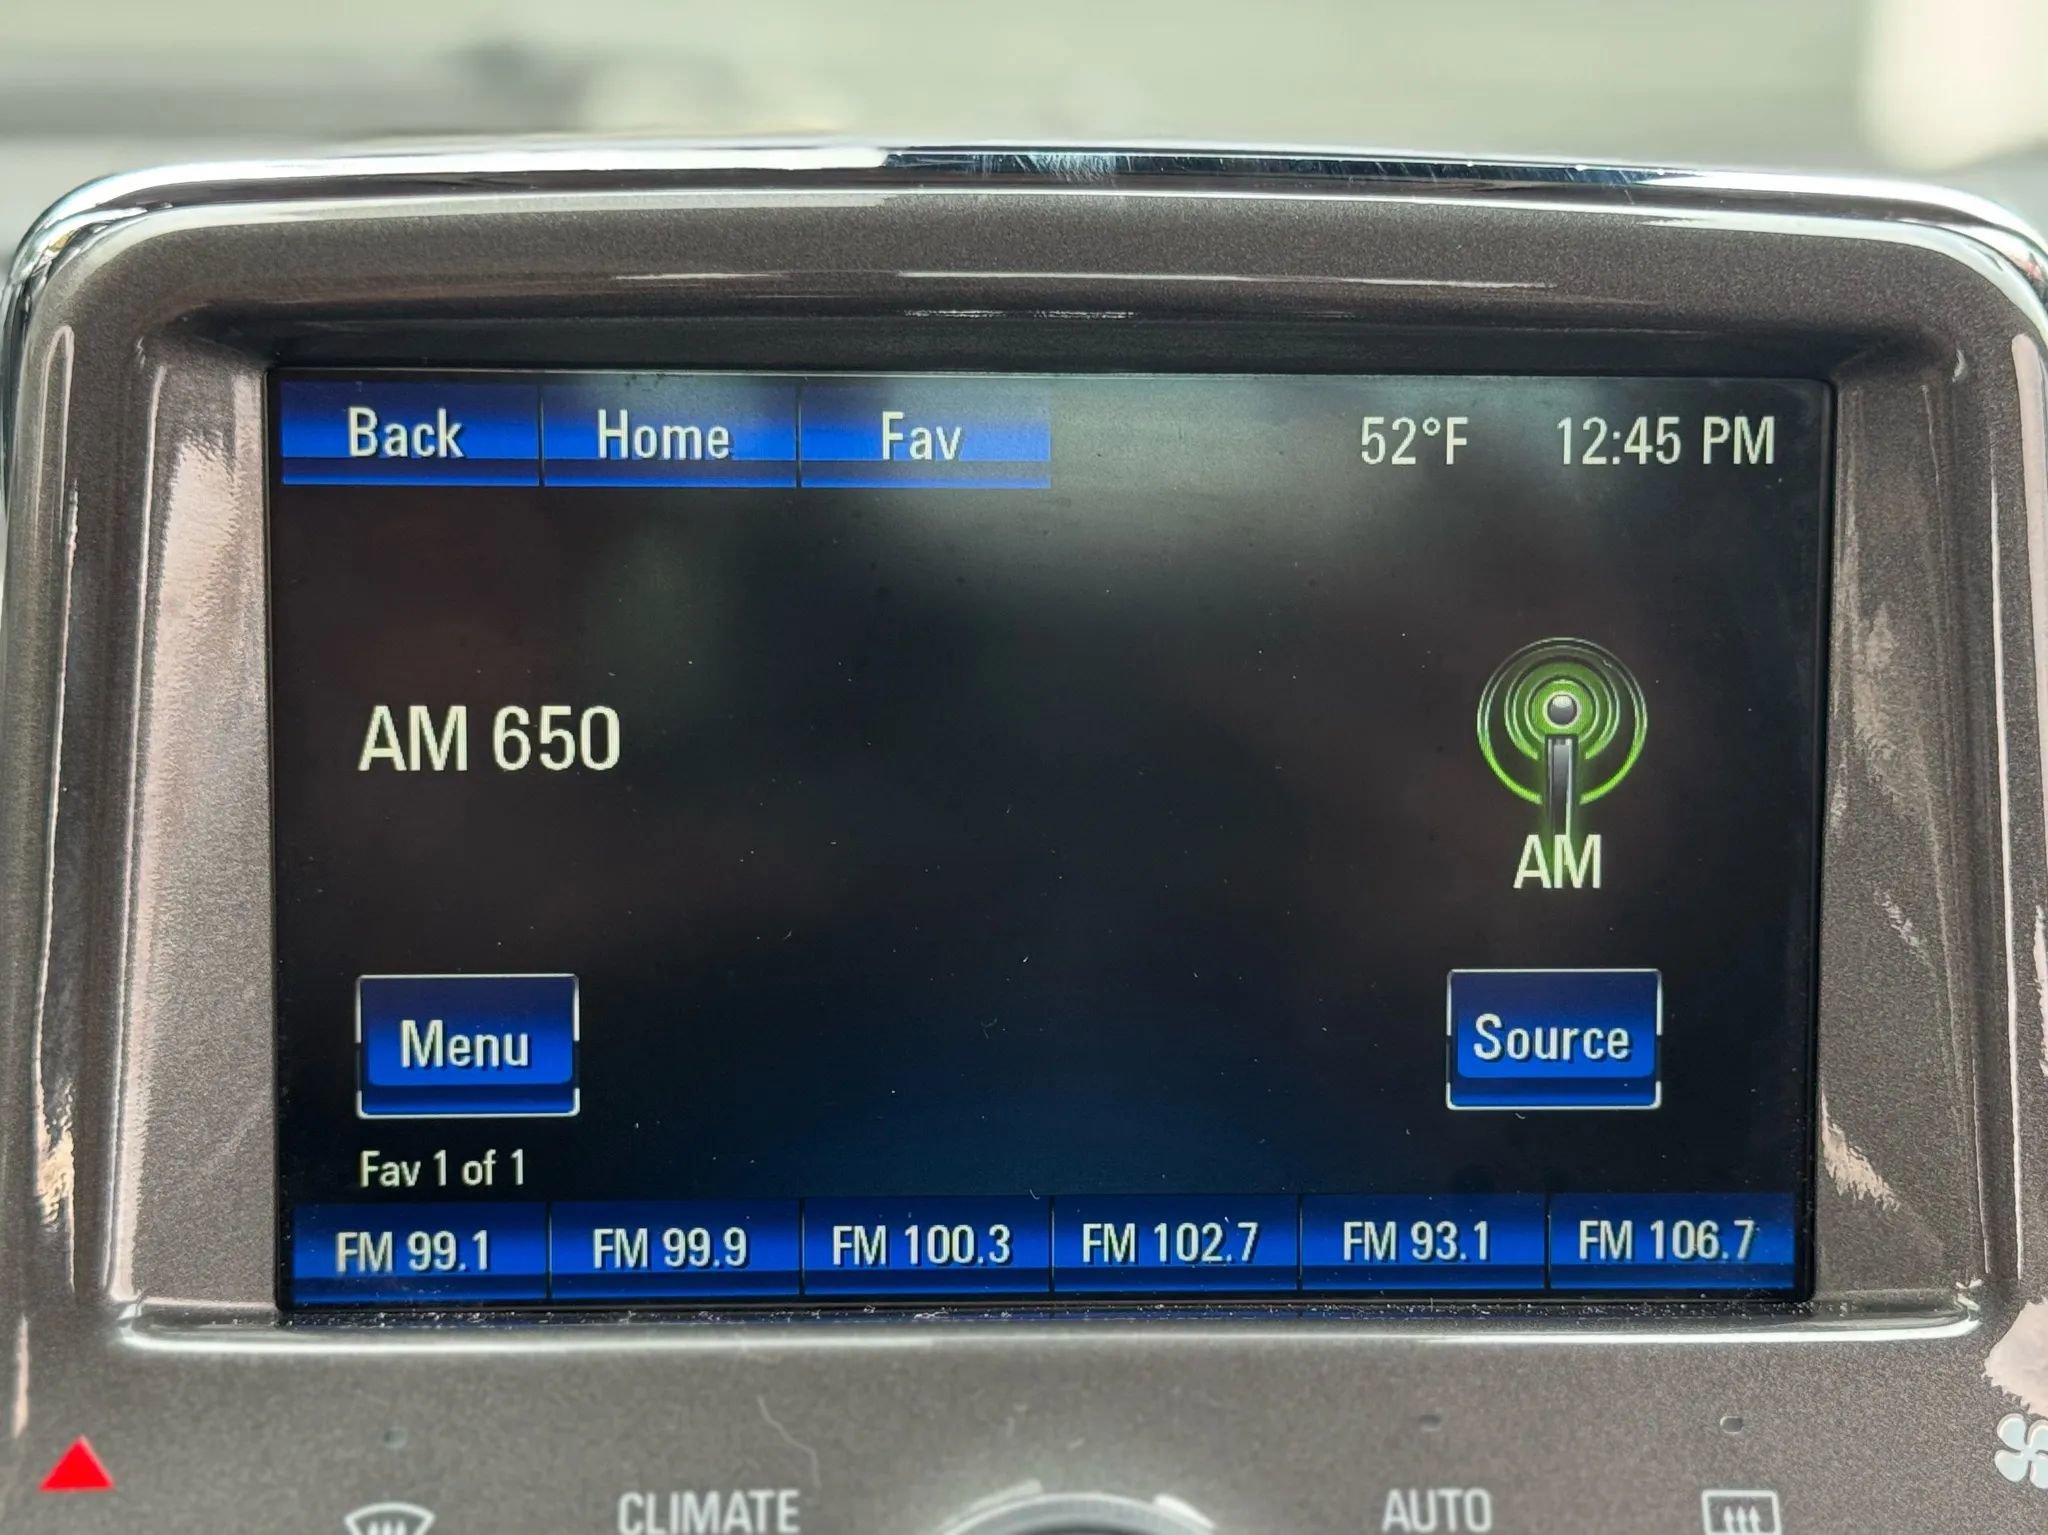 Back Home Fav 52°F 12:45 PM
AM 650
AM
Menu Source
Fav 1 of 1
FM 99.1 FM 99.9 FM 100.3 FM 102.7 FM 93.1 FM 106.7
CLIMATE AUTO